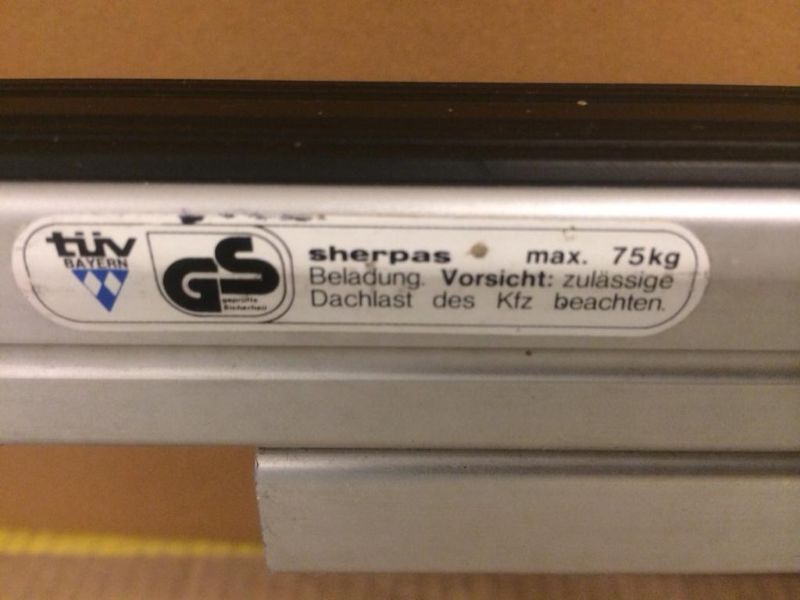 tüv
BAYERN
GS
geprüfte
Sicherheit
sherpas max. 75kg
Beladung. Vorsicht: zulässige
Dachlast des Kfz beachten.